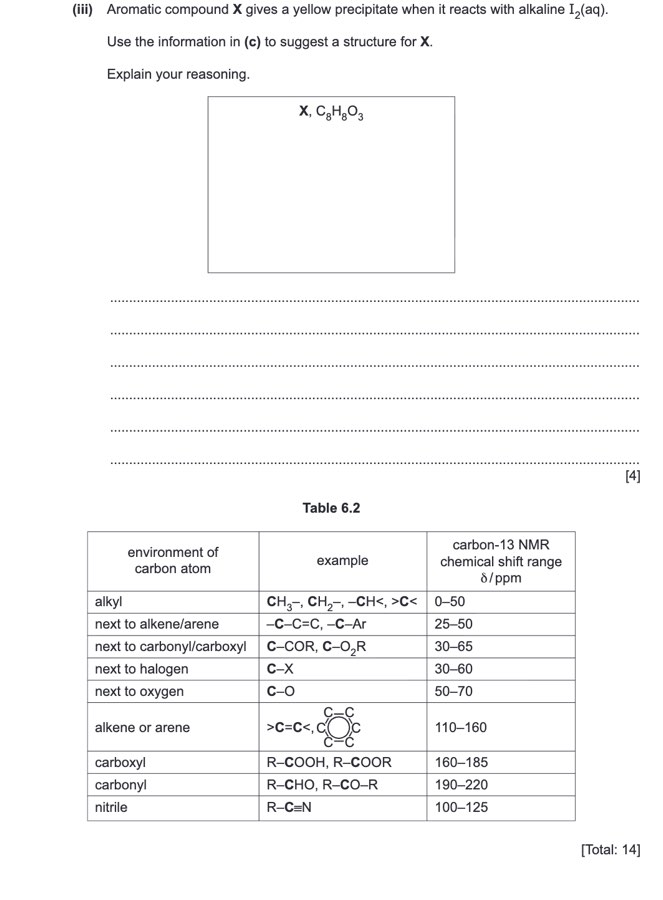 (iii) Aromatic compound X gives a yellow precipitate when it reacts with alkaline I₂(aq).
Use the information in (c) to suggest a structure for X.
Explain your reasoning.
X, C₈H₈O₃
[4]
Table 6.2
environment of carbon atom | example | carbon-13 NMR chemical shift range δ/ppm
alkyl | CH₃–, CH₂–, –CH<, >C< | 0–50
next to alkene/arene | –C–C=C, –C–Ar | 25–50
next to carbonyl/carboxyl | C–COR, C–O₂R | 30–65
next to halogen | C–X | 30–60
next to oxygen | C–O | 50–70
alkene or arene | >C=C<, C C–C C C=C | 110–160
carboxyl | R–COOH, R–COOR | 160–185
carbonyl | R–CHO, R–CO–R | 190–220
nitrile | R–C≡N | 100–125
[Total: 14]